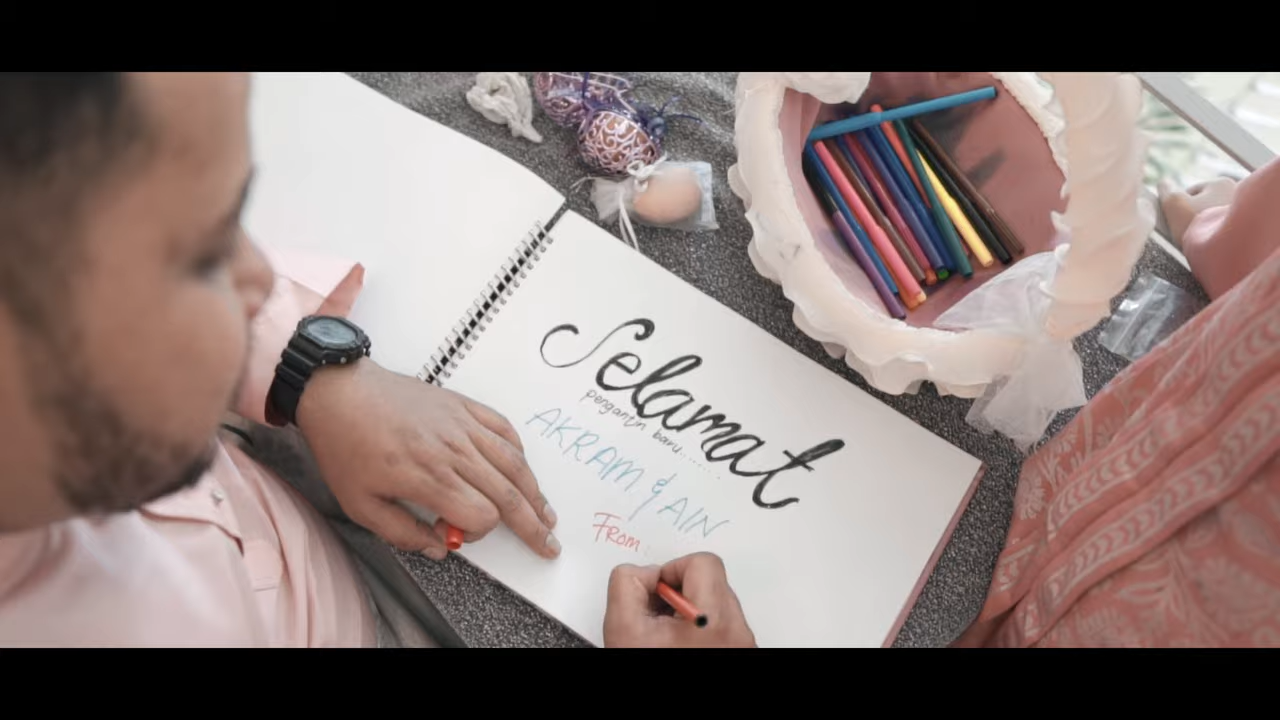 Selamat
pengantin baru.......
AKRAM & AIN
From: